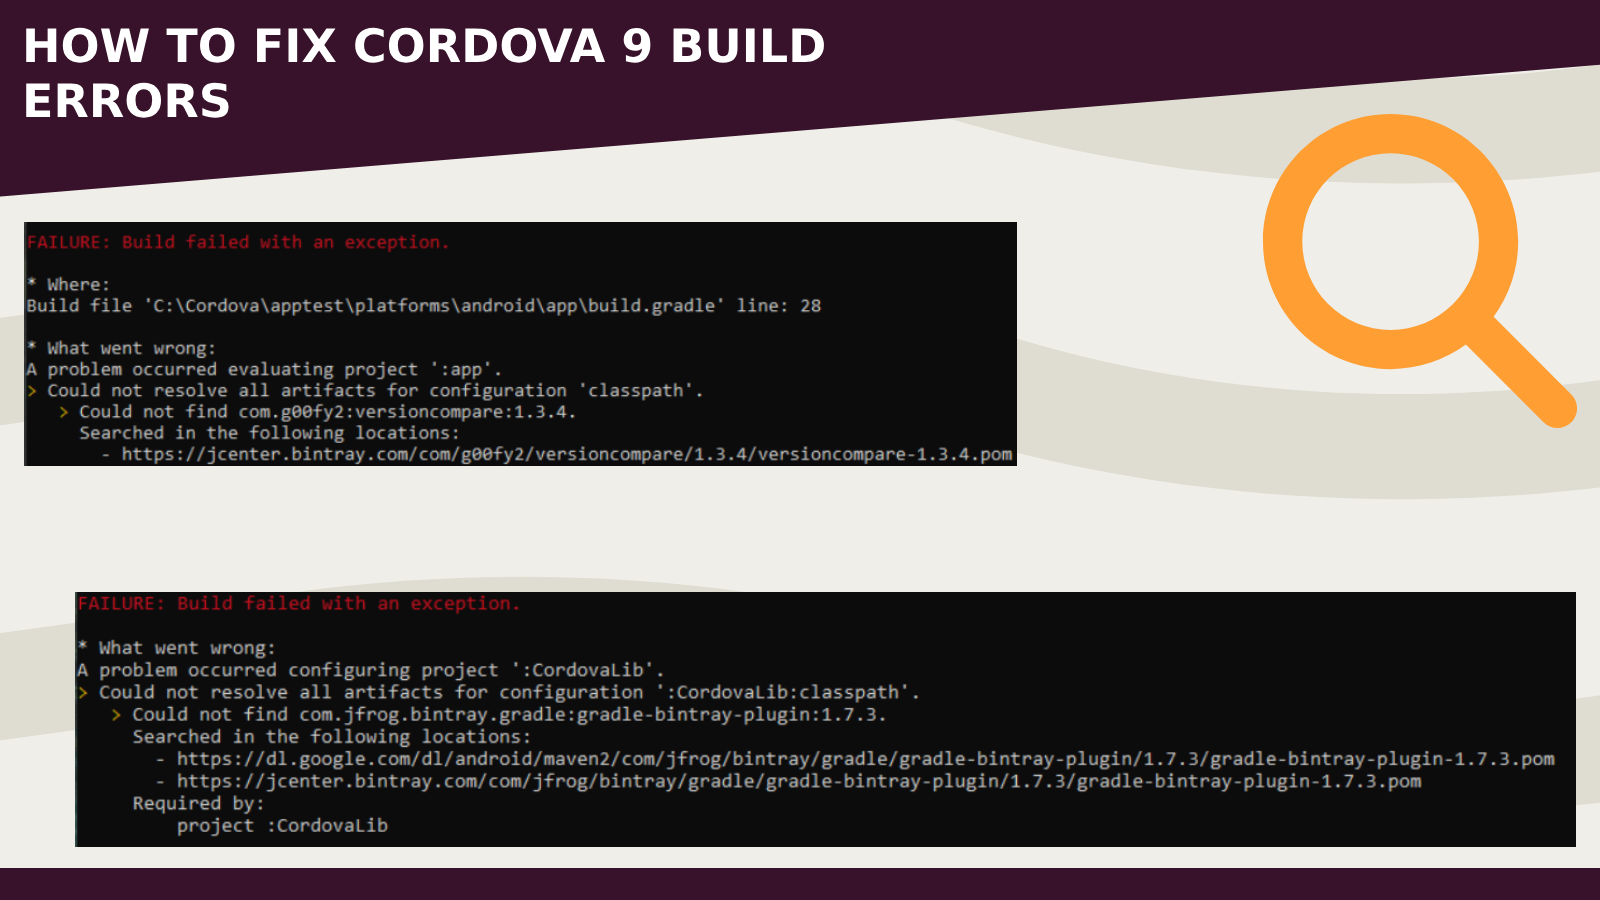 HOW TO FIX CORDOVA 9 BUILD
ERRORS
FAILURE: Build failed with an exception.
* Where:
Build file 'C:\Cordova\apptest\platforms\android\app\build.gradle' line: 28
* What went wrong:
A problem occurred evaluating project ':app'.
> Could not resolve all artifacts for configuration 'classpath'.
> Could not find com.g00fy2:versioncompare:1.3.4.
Searched in the following locations:
- https://jcenter.bintray.com/com/g00fy2/versioncompare/1.3.4/versioncompare-1.3.4.pom
FAILURE: Build failed with an exception.
* What went wrong:
A problem occurred configuring project ':CordovaLib'.
> Could not resolve all artifacts for configuration ':CordovaLib:classpath'.
> Could not find com.jfrog.bintray.gradle:gradle-bintray-plugin:1.7.3.
Searched in the following locations:
- https://dl.google.com/dl/android/maven2/com/jfrog/bintray/gradle/gradle-bintray-plugin/1.7.3/gradle-bintray-plugin-1.7.3.pom
- https://jcenter.bintray.com/com/jfrog/bintray/gradle/gradle-bintray-plugin/1.7.3/gradle-bintray-plugin-1.7.3.pom
Required by:
project :CordovaLib